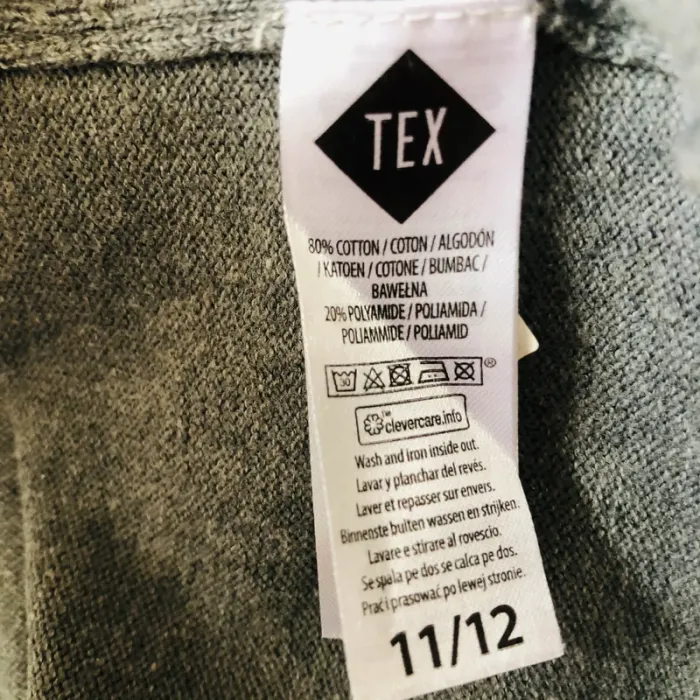 TEX
80% COTTON / COTON / ALGODÓN
/ KATOEN / COTONE / BUMBAC /
BAWEŁNA
20% POLYAMIDE / POLIAMIDA /
POLIAMMIDE / POLIAMID
30
®
™ clevercare.info
Wash and iron inside out.
Lavar y planchar del revés.
Laver et repasser sur envers.
Binnenste buiten wassen en strijken.
Lavare e stirare al rovescio.
Se spala pe dos se calca pe dos.
Prać i prasować po lewej stronie.
11/12